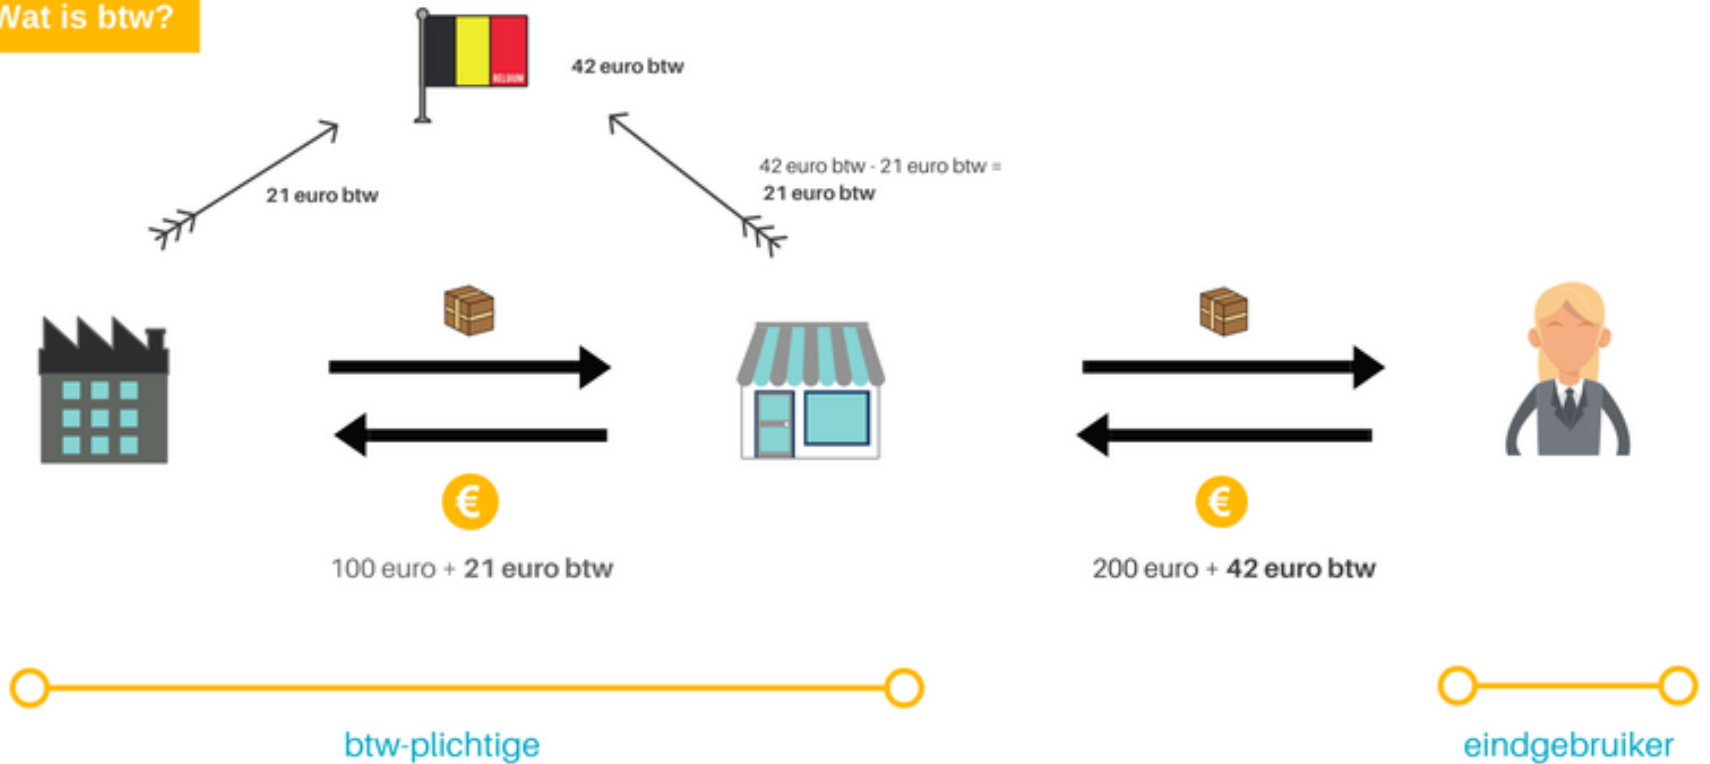 Wat is btw?
BELGIUM
42 euro btw
21 euro btw
42 euro btw - 21 euro btw =
21 euro btw
€
€
100 euro + 21 euro btw
200 euro + 42 euro btw
btw-plichtige
eindgebruiker